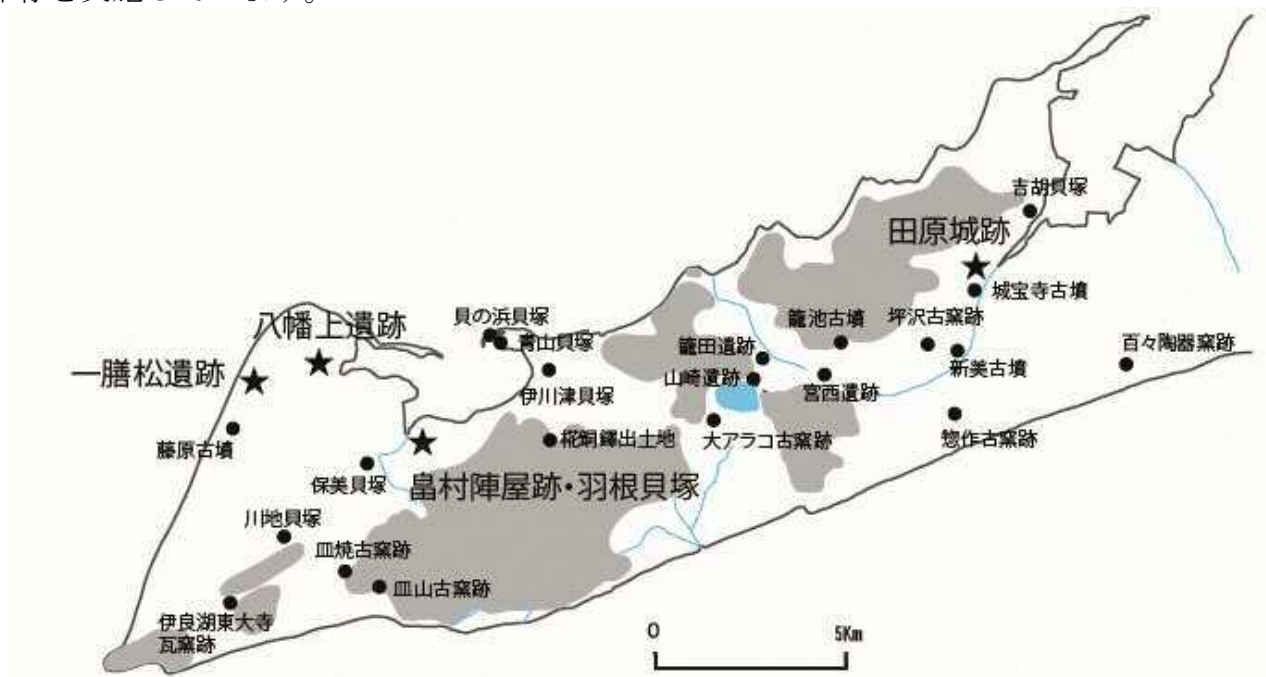 吉胡貝塚
田原城跡
城宝寺古墳
貝の浜貝塚
八幡上遺跡
籠池古墳
坪沢古窯跡
青山貝塚
籠田遺跡
百々陶器窯跡
一膳松遺跡
山崎遺跡
新美古墳
伊川津貝塚
宮西遺跡
藤原古墳
椛銅鐸出土地
大アラコ古窯跡
惣作古窯跡
保美貝塚
畠村陣屋跡・羽根貝塚
川地貝塚
皿焼古窯跡
皿山古窯跡
伊良湖東大寺
瓦窯跡
0
5Km